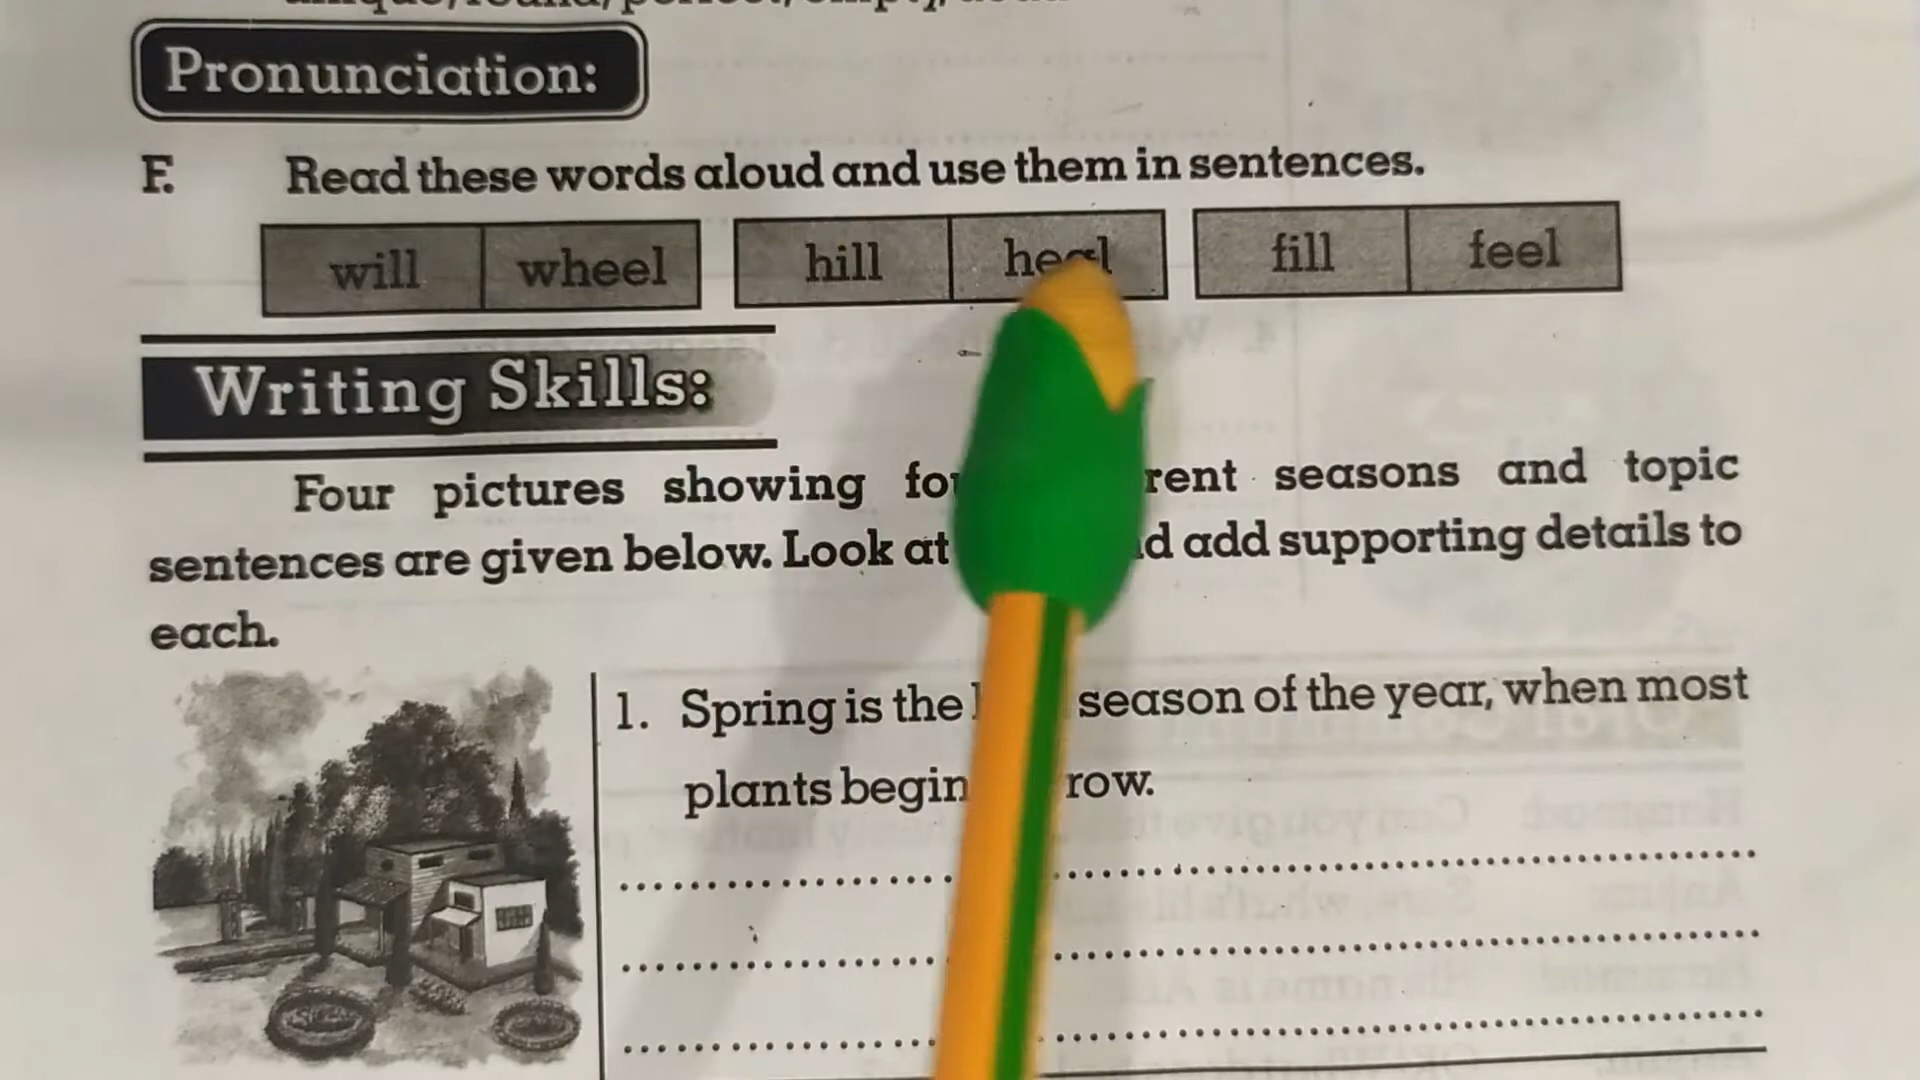 Pronunciation:
F. Read these words aloud and use them in sentences.
will wheel hill heal fill feel
Writing Skills:
Four pictures showing seasons and topic
sentences are given below. Look at add supporting details to
each.
1. Spring is the season of the year, when most
plants begin